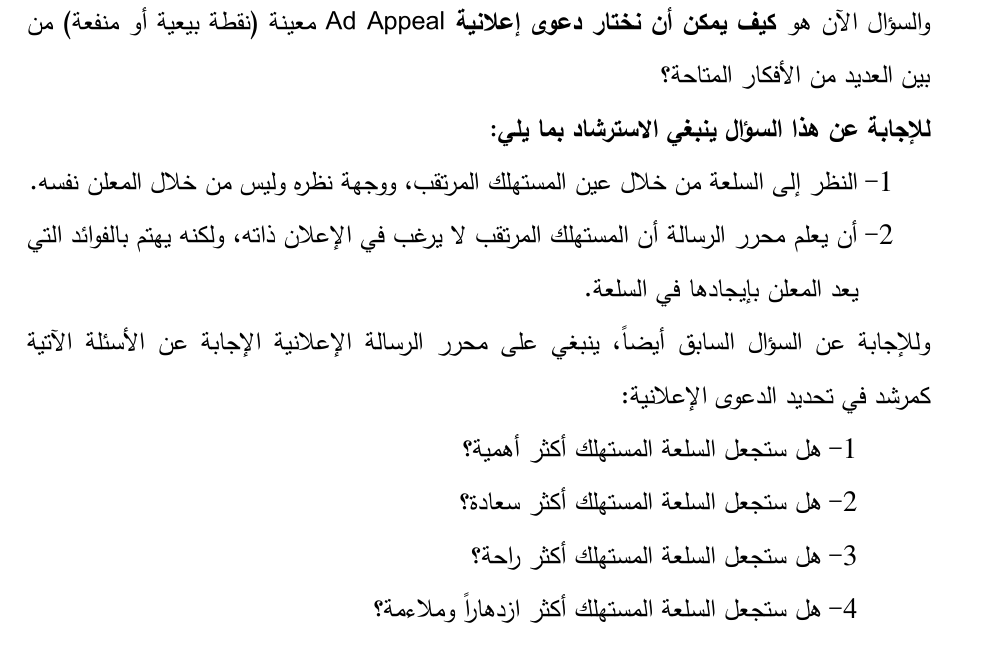 والسؤال الآن هو كيف يمكن أن نختار دعوى إعلانية Ad Appeal معينة (نقطة بيعية أو منفعة) من
بين العديد من الأفكار المتاحة؟
للإجابة عن هذا السؤال ينبغي الاسترشاد بما يلي:
1- النظر إلى السلعة من خلال عين المستهلك المرتقب، ووجهة نظره وليس من خلال المعلن نفسه.
2- أن يعلم محرر الرسالة أن المستهلك المرتقب لا يرغب في الإعلان ذاته، ولكنه يهتم بالفوائد التي
يعد المعلن بإيجادها في السلعة.
وللإجابة عن السؤال السابق أيضاً، ينبغي على محرر الرسالة الإعلانية الإجابة عن الأسئلة الآتية
كمرشد في تحديد الدعوى الإعلانية:
1- هل ستجعل السلعة المستهلك أكثر أهمية؟
2- هل ستجعل السلعة المستهلك أكثر سعادة؟
3- هل ستجعل السلعة المستهلك أكثر راحة؟
4- هل ستجعل السلعة المستهلك أكثر ازدهاراً وملاءمة؟